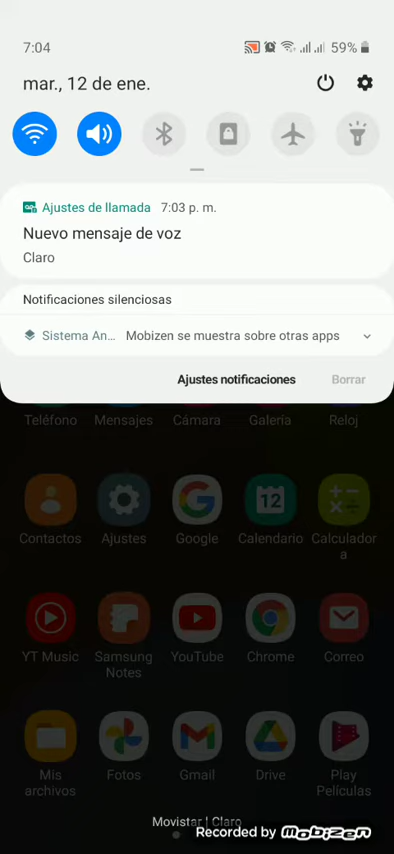 7:04
59%
mar., 12 de ene.
Ajustes de llamada 7:03 p. m.
Nuevo mensaje de voz
Claro
Notificaciones silenciosas
Sistema An... Mobizen se muestra sobre otras apps
Ajustes notificaciones Borrar
Teléfono Mensajes Cámara Galería Reloj
12
Contactos Ajustes Google Calendario Calculador
a
YT Music Samsung YouTube Chrome Correo
Notes
Mis Fotos Gmail Drive Play
archivos Películas
Movistar | Claro
Recorded by mobizen